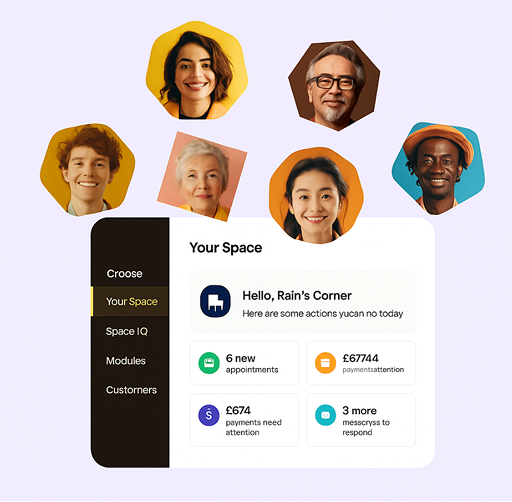 Your Space
Croose
Your Space
Space IQ
Modules
Custorners
Hello, Rain's Corner
Here are some actions yucan no today
6 new
appointments
£67744
paymentsattention
£674
payments need
attention
3 more
messcryss to
respond